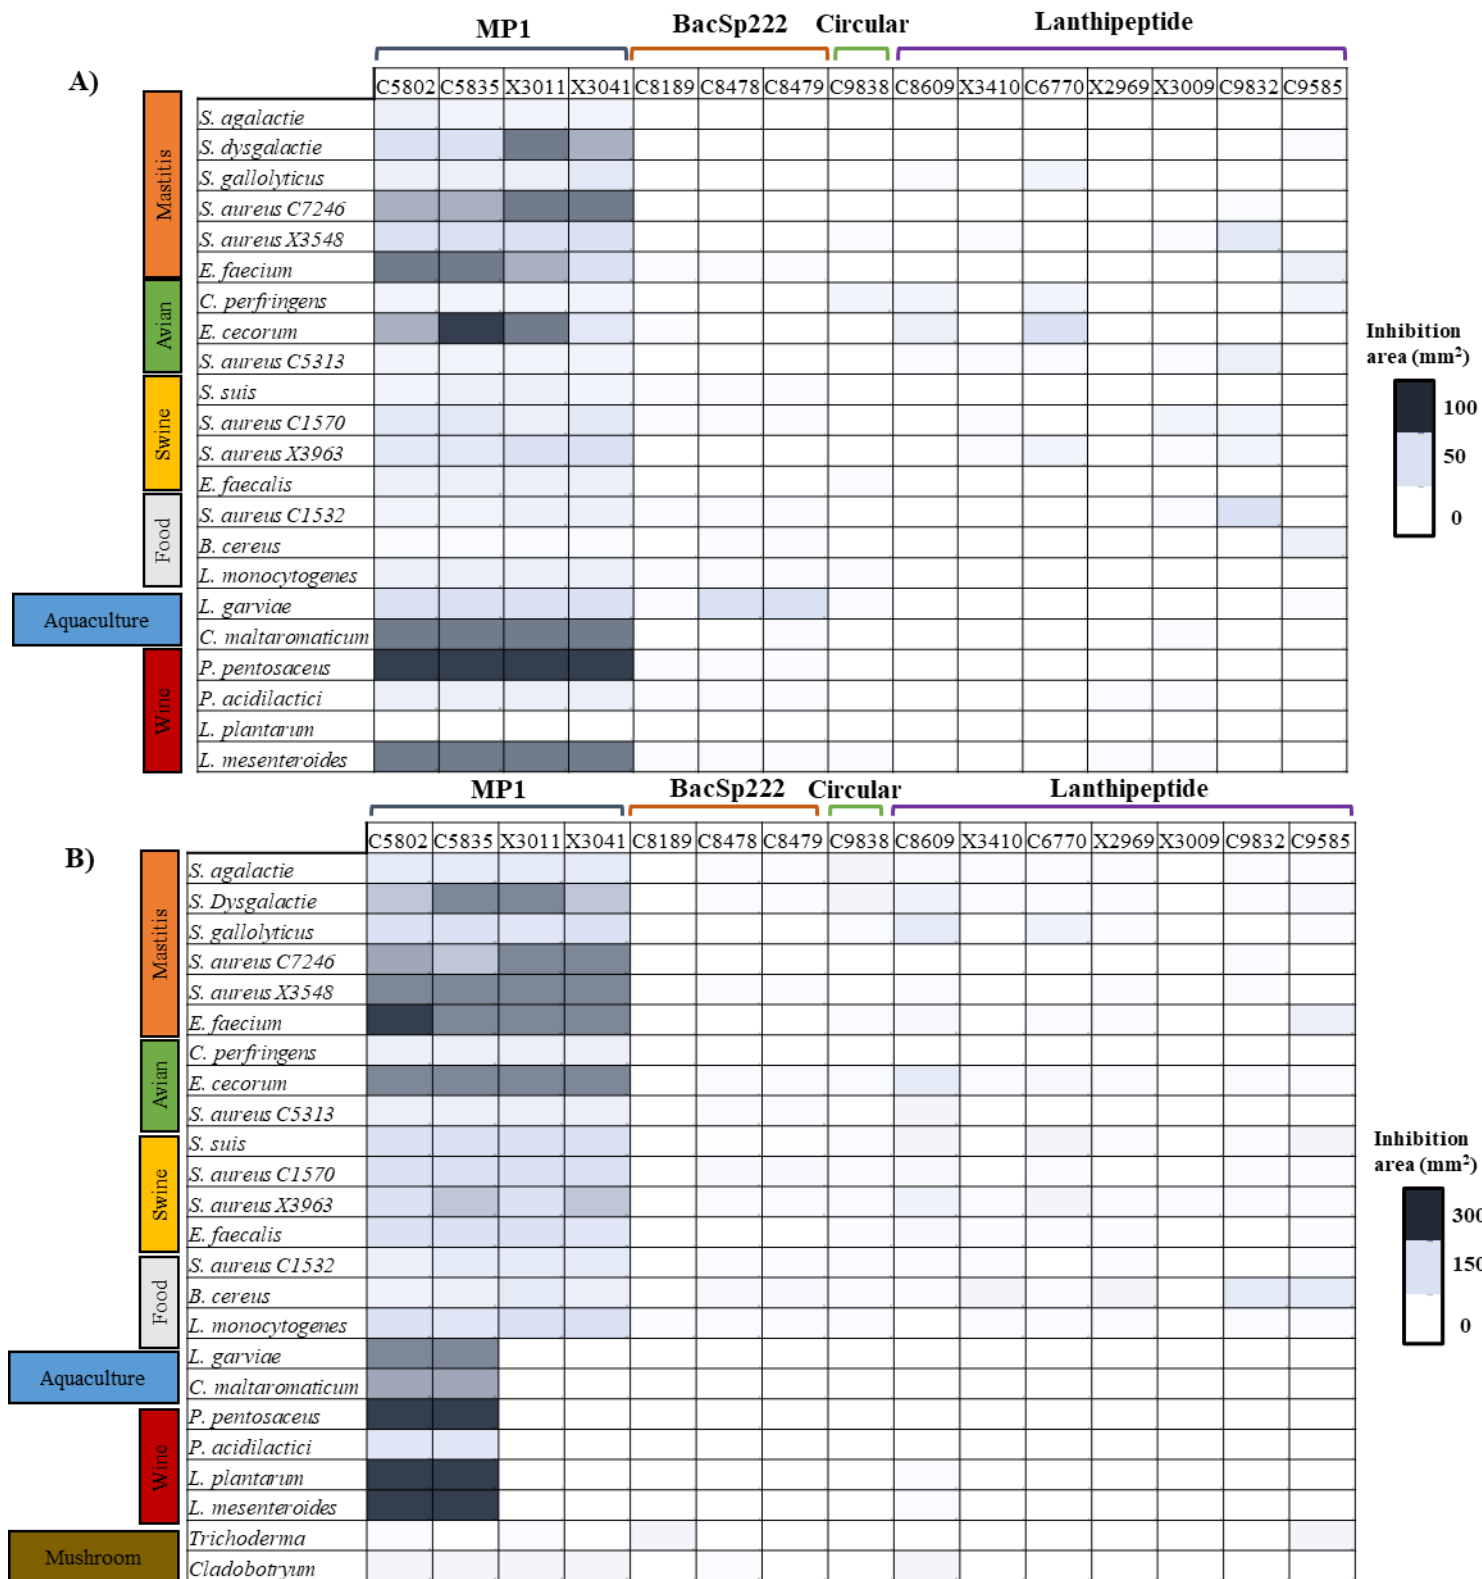 MP1 BacSp222 Circular Lanthipeptide
A)
C5802 C5835 X3011 X3041 C8189 C8478 C8479 C9838 C8609 X3410 C6770 X2969 X3009 C9832 C9585
Mastitis
S. agalactie
S. dysgalactie
S. gallolyticus
S. aureus C7246
S. aureus X3548
E. faecium
Avian
C. perfringens
E. cecorum
S. aureus C5313
Swine
S. suis
S. aureus C1570
S. aureus X3963
E. faecalis
Food
S. aureus C1532
B. cereus
L. monocytogenes
Aquaculture
L. garviae
C. maltaromaticum
Wine
P. pentosaceus
P. acidilactici
L. plantarum
L. mesenteroides
Inhibition
area (mm²)
100
50
0
MP1 BacSp222 Circular Lanthipeptide
B)
C5802 C5835 X3011 X3041 C8189 C8478 C8479 C9838 C8609 X3410 C6770 X2969 X3009 C9832 C9585
Mastitis
S. agalactie
S. Dysgalactie
S. gallolyticus
S. aureus C7246
S. aureus X3548
E. faecium
Avian
C. perfringens
E. cecorum
S. aureus C5313
Swine
S. suis
S. aureus C1570
S. aureus X3963
E. faecalis
Food
S. aureus C1532
B. cereus
L. monocytogenes
Aquaculture
L. garviae
C. maltaromaticum
Wine
P. pentosaceus
P. acidilactici
L. plantarum
L. mesenteroides
Mushroom
Trichoderma
Cladobotryum
Inhibition
area (mm²)
300
150
0